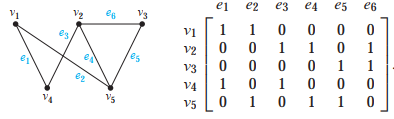 v1 v2 e6 v3
e1 e3 e2 e4 e5
v4 v5
e1 e2 e3 e4 e5 e6
v1 1 1 0 0 0 0
v2 0 0 1 1 0 1
v3 0 0 0 0 1 1
v4 1 0 1 0 0 0
v5 0 1 0 1 1 0 .